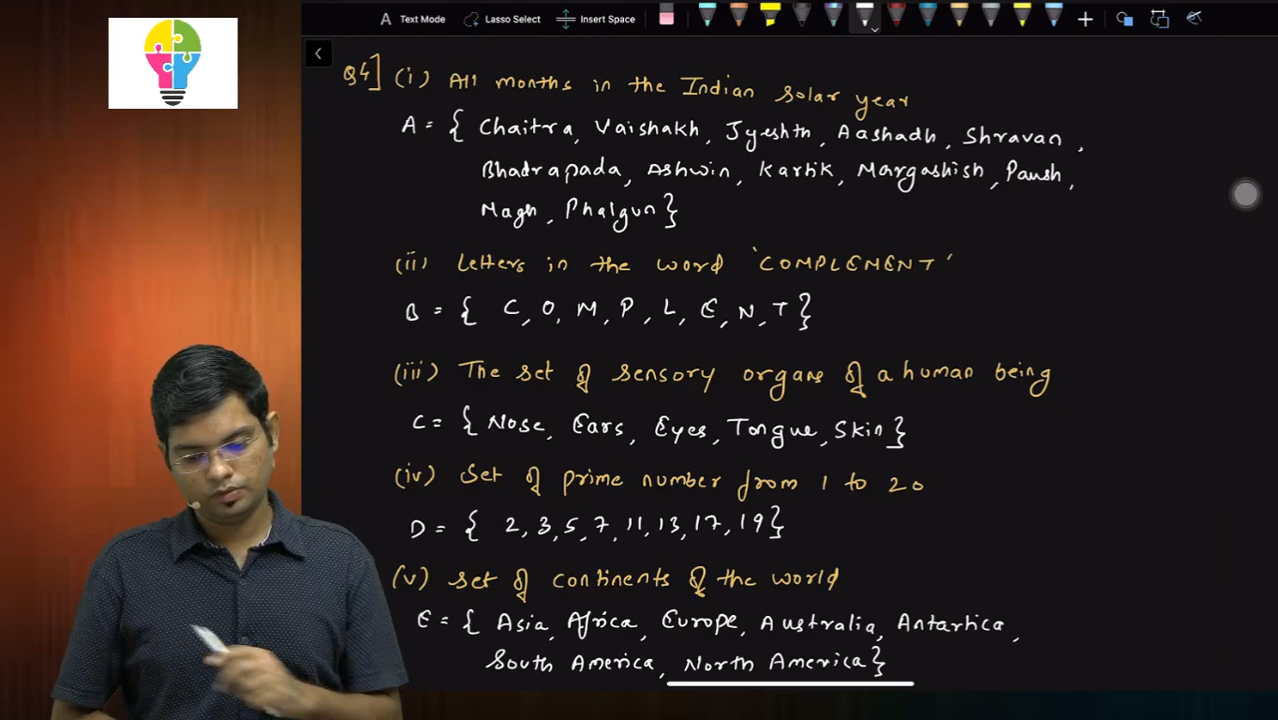 Text Mode Lasso Select Insert Space
Q4] (i) All months in the Indian solar year
A = { Chaitra, Vaishakh, Jyeshth, Aashadh, Shravan,
Bhadrapada, Ashwin, Kartik, Margashish, Paush,
Magh, Phalgun }
(ii) Letters in the word 'COMPLEMENT'
B = { C, O, M, P, L, E, N, T }
(iii) The set of sensory organs of a human being
C = { Nose, Ears, Eyes, Tongue, Skin }
(iv) Set of prime number from 1 to 20
D = { 2, 3, 5, 7, 11, 13, 17, 19 }
(v) Set of continents of the world
E = { Asia, Africa, Europe, Australia, Antartica,
South America, North America }